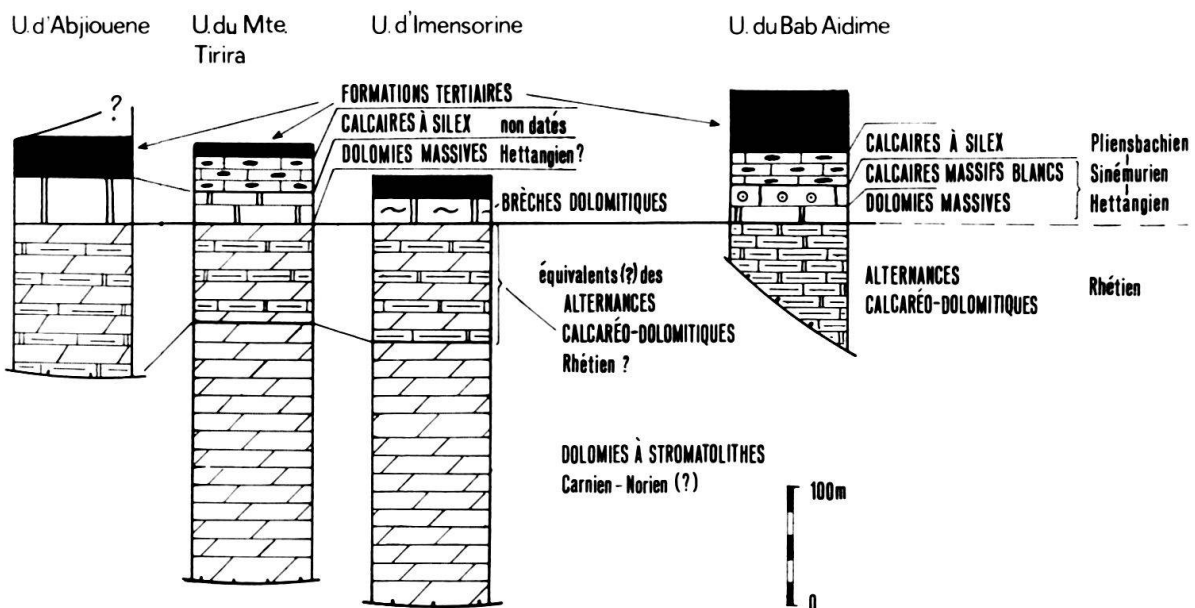 U. d'Abjiouene
U. du Mte.
Tirira
U. d'Imensorine
U. du Bab Aidime
?
FORMATIONS TERTIAIRES
CALCAIRES À SILEX non datés
DOLOMIES MASSIVES Hettangien?
BRÈCHES DOLOMITIQUES
CALCAIRES À SILEX Pliensbachien
CALCAIRES MASSIFS BLANCS Sinémurien
DOLOMIES MASSIVES Hettangien
équivalents (?) des
ALTERNANCES
CALCARÉO-DOLOMITIQUES
Rhétien ?
ALTERNANCES Rhétien
CALCARÉO-DOLOMITIQUES
DOLOMIES À STROMATOLITHES
Carnien - Norien (?)
100m
0